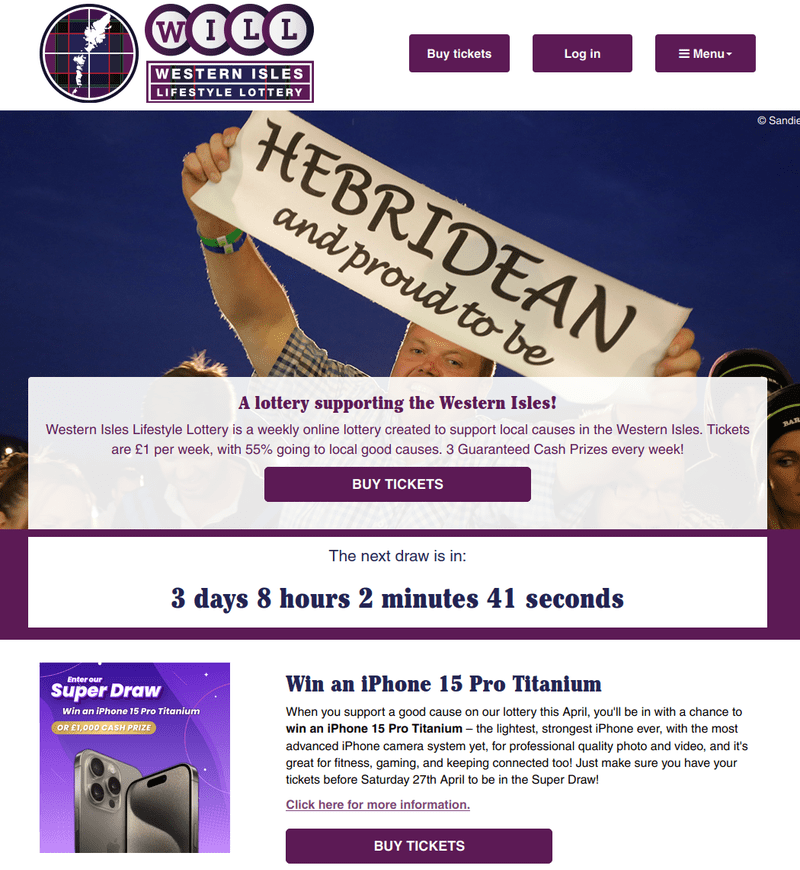 WILL
WESTERN ISLES
LIFESTYLE LOTTERY
Buy tickets
Log in
Menu
© Sandie
HEBRIDEAN
and proud to be
BAR
A lottery supporting the Western Isles!
Western Isles Lifestyle Lottery is a weekly online lottery created to support local causes in the Western Isles. Tickets
are £1 per week, with 55% going to local good causes. 3 Guaranteed Cash Prizes every week!
BUY TICKETS
The next draw is in:
3 days 8 hours 2 minutes 41 seconds
Enter our
Super Draw
Win an iPhone 15 Pro Titanium
OR £1,000 CASH PRIZE
Win an iPhone 15 Pro Titanium
When you support a good cause on our lottery this April, you'll be in with a chance to
win an iPhone 15 Pro Titanium – the lightest, strongest iPhone ever, with the most
advanced iPhone camera system yet, for professional quality photo and video, and it's
great for fitness, gaming, and keeping connected too! Just make sure you have your
tickets before Saturday 27th April to be in the Super Draw!
Click here for more information.
BUY TICKETS